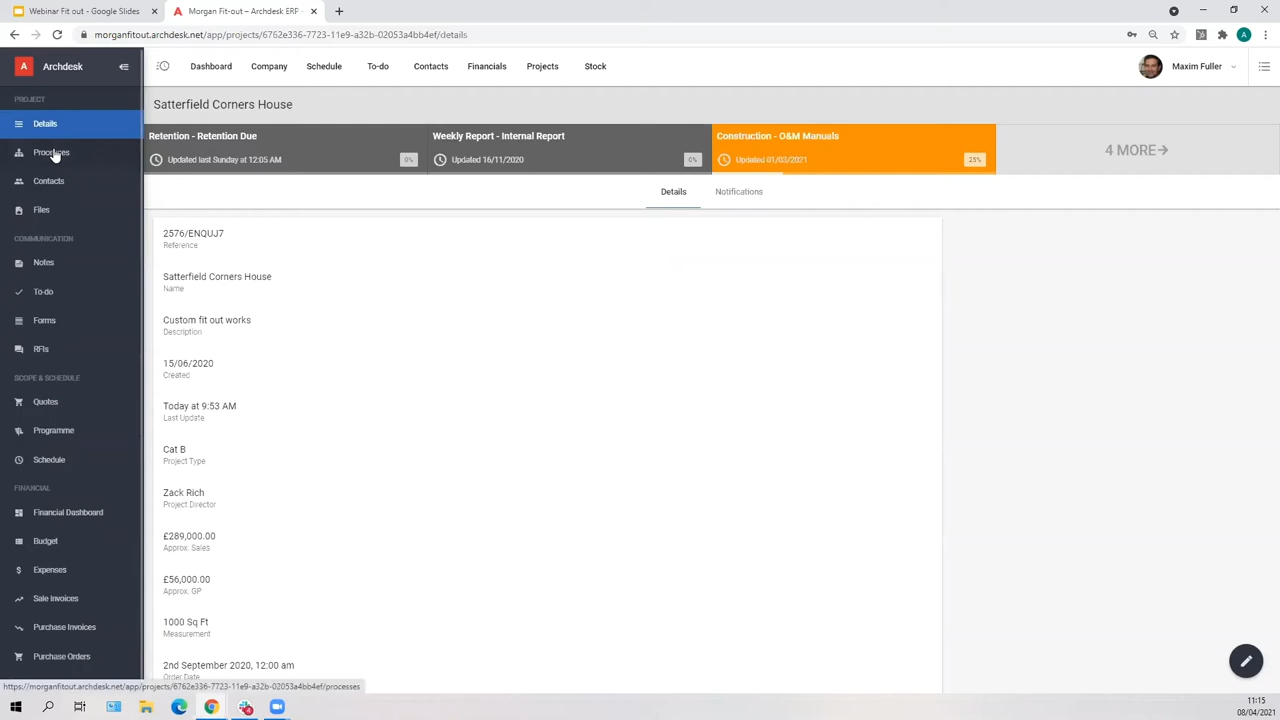 Webinar Fit out - Google Slides
Morgan Fit-out – Archdesk ERP -
morganfitout.archdesk.net/app/projects/6762e336-7723-11e9-a32b-02053a4bb4ef/details
A
A Archdesk
Dashboard Company Schedule To-do Contacts Financials Projects Stock
Maxim Fuller
PROJECT
Details
Processes
Contacts
Files
COMMUNICATION
Notes
To-do
Forms
RFIs
SCOPE & SCHEDULE
Quotes
Programme
Schedule
FINANCIAL
Financial Dashboard
Budget
Expenses
Sale Invoices
Purchase Invoices
Purchase Orders
Satterfield Corners House
Retention - Retention Due
Updated last Sunday at 12:05 AM 0%
Weekly Report - Internal Report
Updated 16/11/2020 0%
Construction - O&M Manuals
Updated 01/03/2021 25%
4 MORE
Details Notifications
2576/ENQUJ7
Reference
Satterfield Corners House
Name
Custom fit out works
Description
15/06/2020
Created
Today at 9:53 AM
Last Update
Cat B
Project Type
Zack Rich
Project Director
£289,000.00
Approx. Sales
£56,000.00
Approx. GP
1000 Sq Ft
Measurement
2nd September 2020, 12:00 am
Order Date
https://morganfitout.archdesk.net/app/projects/6762e336-7723-11e9-a32b-02053a4bb4ef/processes
11:15
08/04/2021